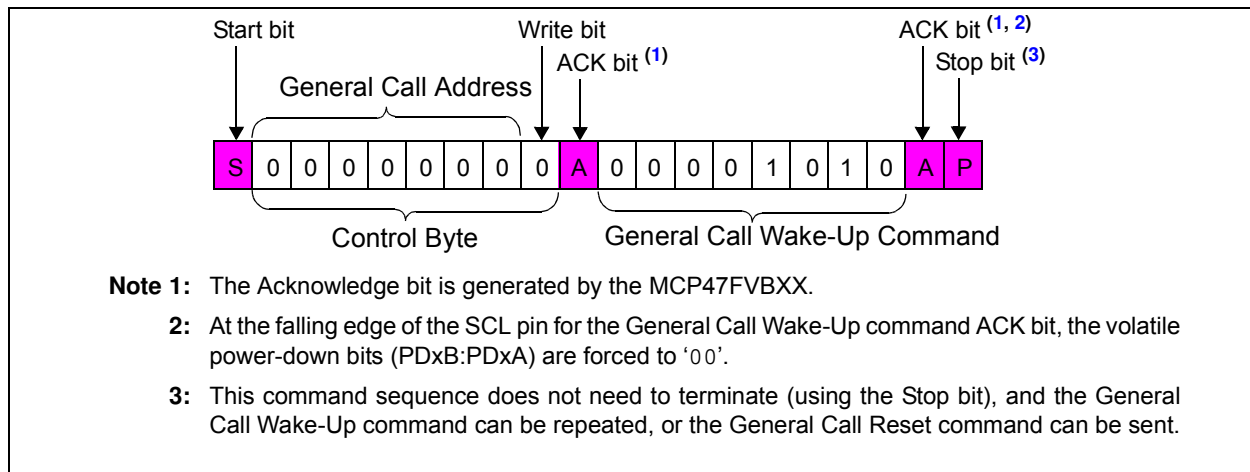 Start bit
Write bit
ACK bit (1, 2)
ACK bit (1)
Stop bit (3)
General Call Address
S 0 0 0 0 0 0 0 0 A 0 0 0 0 1 0 1 0 A P
Control Byte
General Call Wake-Up Command
Note 1: The Acknowledge bit is generated by the MCP47FVBXX.
2: At the falling edge of the SCL pin for the General Call Wake-Up command ACK bit, the volatile
power-down bits (PDxB:PDxA) are forced to ‘00’.
3: This command sequence does not need to terminate (using the Stop bit), and the General
Call Wake-Up command can be repeated, or the General Call Reset command can be sent.